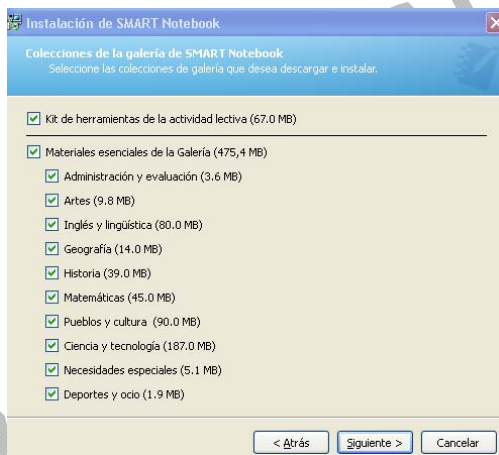 Instalación de SMART Notebook
Colecciones de la galería de SMART Notebook
Seleccione las colecciones de galería que desea descargar e instalar.
Kit de herramientas de la actividad lectiva (67.0 MB)
Materiales esenciales de la Galería (475,4 MB)
Administración y evaluación (3.6 MB)
Artes (9.8 MB)
Inglés y lingüística (80.0 MB)
Geografía (14.0 MB)
Historia (39.0 MB)
Matemáticas (45.0 MB)
Pueblos y cultura (90.0 MB)
Ciencia y tecnología (187.0 MB)
Necesidades especiales (5.1 MB)
Deportes y ocio (1.9 MB)
< Atrás Siguiente > Cancelar